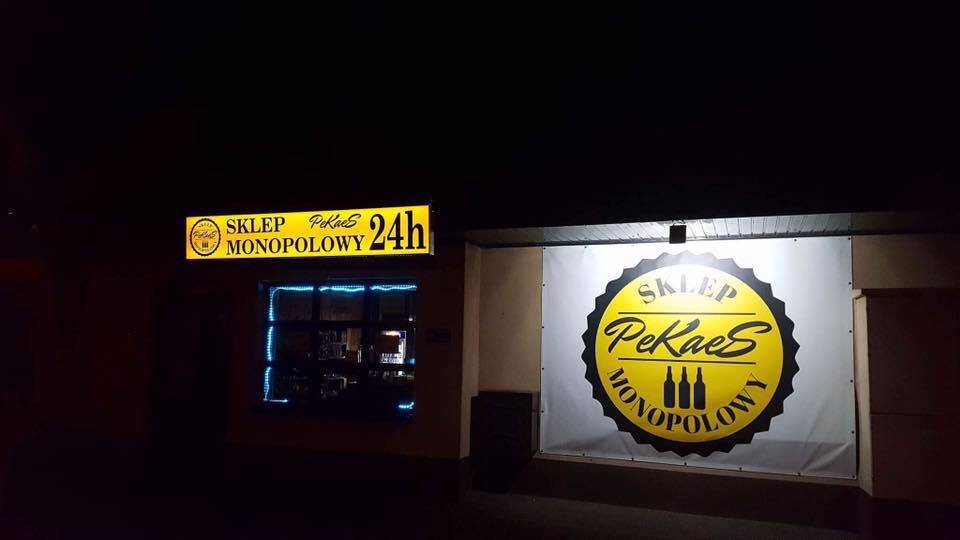 SKLEP PeKaeS
MONOPOLOWY 24h
SKLEP
PeKaeS
MONOPOLOWY